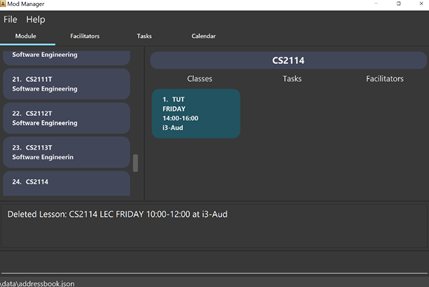 Mod Manager
File Help
Module Facilitators Tasks Calendar
Software Engineering
21. CS2111T
Software Engineering
22. CS2112T
Software Engineering
23. CS2113T
Software Engineerin
24. CS2114
CS2114
Classes Tasks Facilitators
1. TUT
FRIDAY
14:00-16:00
i3-Aud
Deleted Lesson: CS2114 LEC FRIDAY 10:00-12:00 at i3-Aud
\data\addressbook.json